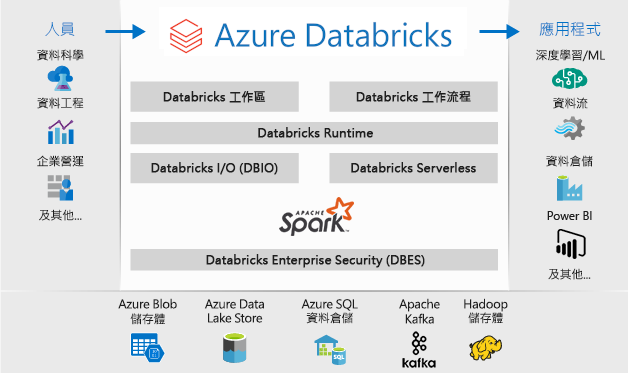 人員
資料科學
資料工程
企業營運
及其他...
Azure Databricks
Databricks 工作區
Databricks 工作流程
Databricks Runtime
Databricks I/O (DBIO)
Databricks Serverless
APACHE
Spark™
Databricks Enterprise Security (DBES)
應用程式
深度學習/ML
資料流
資料倉儲
Power BI
及其他...
Azure Blob
儲存體
Azure Data
Lake Store
Azure SQL
資料倉儲
SQL
Apache
Kafka
kafka
Hadoop
儲存體